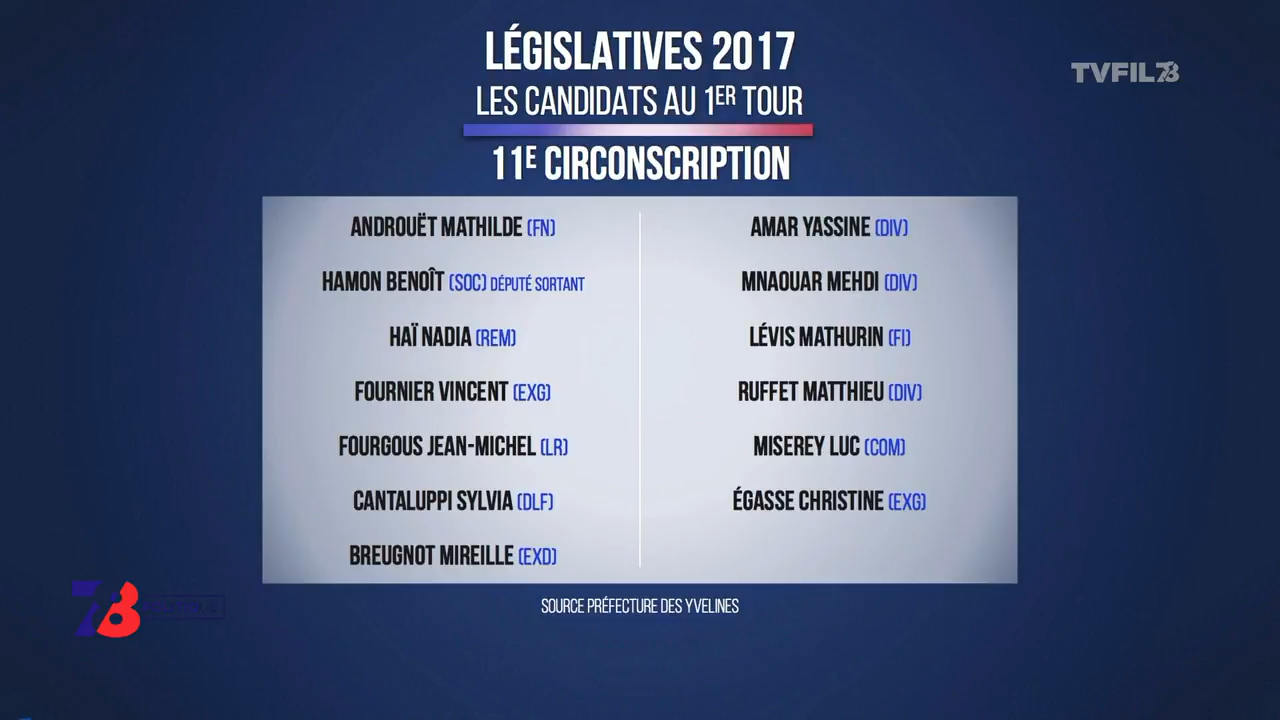 LÉGISLATIVES 2017
TVFIL78
LES CANDIDATS AU 1ER TOUR
11E CIRCONSCRIPTION
ANDROUËT MATHILDE (FN)
HAMON BENOÎT (SOC) DÉPUTÉ SORTANT
HAÏ NADIA (REM)
FOURNIER VINCENT (EXG)
FOURGOUS JEAN-MICHEL (LR)
CANTALUPPI SYLVIA (DLF)
BREUGNOT MIREILLE (EXD)
AMAR YASSINE (DIV)
MNAOUAR MEHDI (DIV)
LÉVIS MATHURIN (FI)
RUFFET MATTHIEU (DIV)
MISEREY LUC (COM)
ÉGASSE CHRISTINE (EXG)
78
SOURCE PRÉFECTURE DES YVELINES